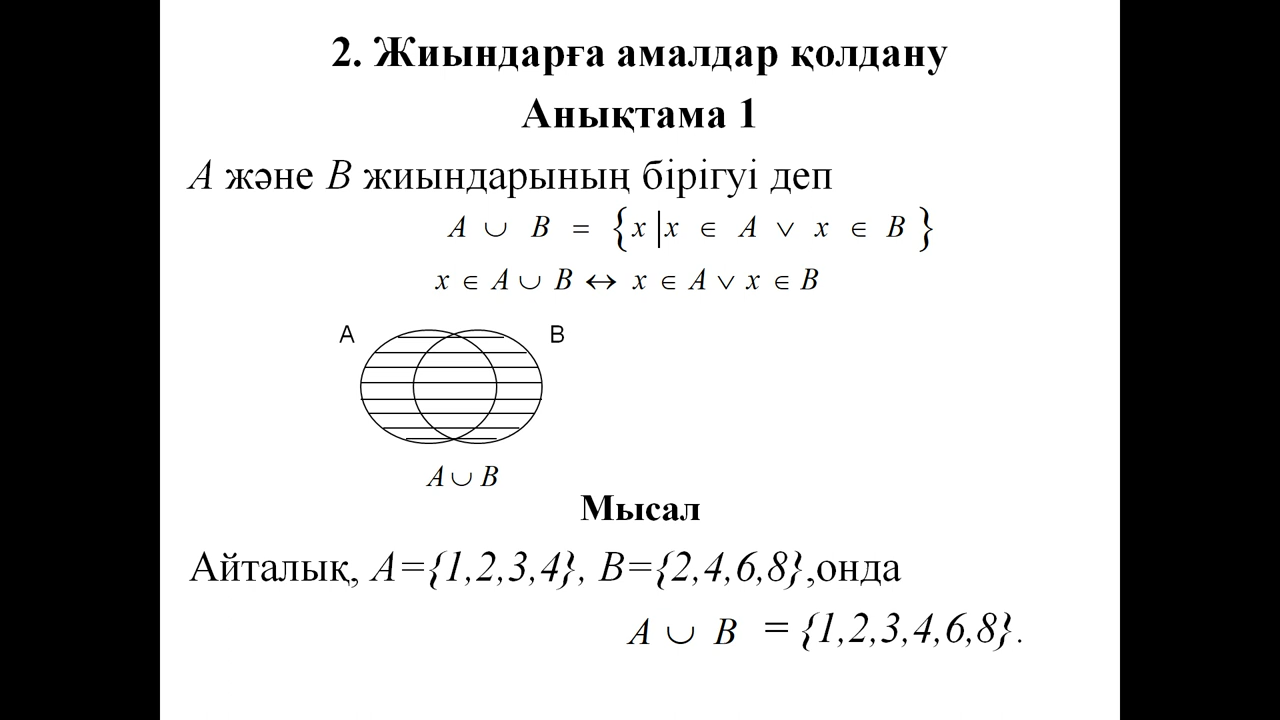 2. Жиындарға амалдар қолдану
Анықтама 1
A және B жиындарының бірігуі деп
A ∪ B = {x | x ∈ A ∨ x ∈ B}
x ∈ A ∪ B ↔ x ∈ A ∨ x ∈ B
A B
A ∪ B
Мысал
Айталық, A={1,2,3,4}, B={2,4,6,8},онда
A ∪ B = {1,2,3,4,6,8}.